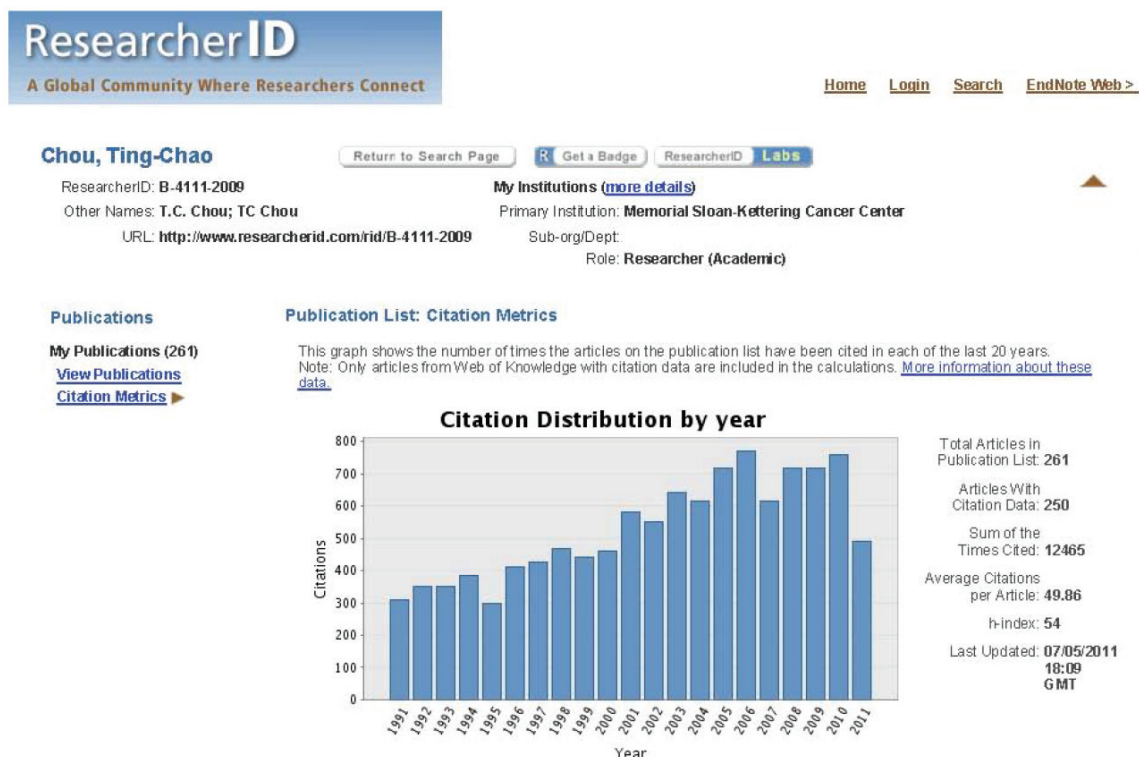 ResearcherID
A Global Community Where Researchers Connect
Home Login Search EndNote Web >
Chou, Ting-Chao
Return to Search Page R Get a Badge ResearcherID Labs
ResearcherID: B-4111-2009
Other Names: T.C. Chou; TC Chou
URL: http://www.researcherid.com/rid/B-4111-2009
My Institutions (more details)
Primary Institution: Memorial Sloan-Kettering Cancer Center
Sub-org/Dept:
Role: Researcher (Academic)
Publications
My Publications (261)
View Publications
Citation Metrics
Publication List: Citation Metrics
This graph shows the number of times the articles on the publication list have been cited in each of the last 20 years.
Note: Only articles from Web of Knowledge with citation data are included in the calculations. More information about these
data.
Citation Distribution by year
800
700
600
500
400
300
200
100
0
Citations
1991 1992 1993 1994 1995 1996 1997 1998 1999 2000 2001 2002 2003 2004 2005 2006 2007 2008 2009 2010 2011
Year
Total Articles in
Publication List: 261
Articles With
Citation Data: 250
Sum of the
Times Cited: 12465
Average Citations
per Article: 49.86
h-index: 54
Last Updated: 07/05/2011
18:09
GMT